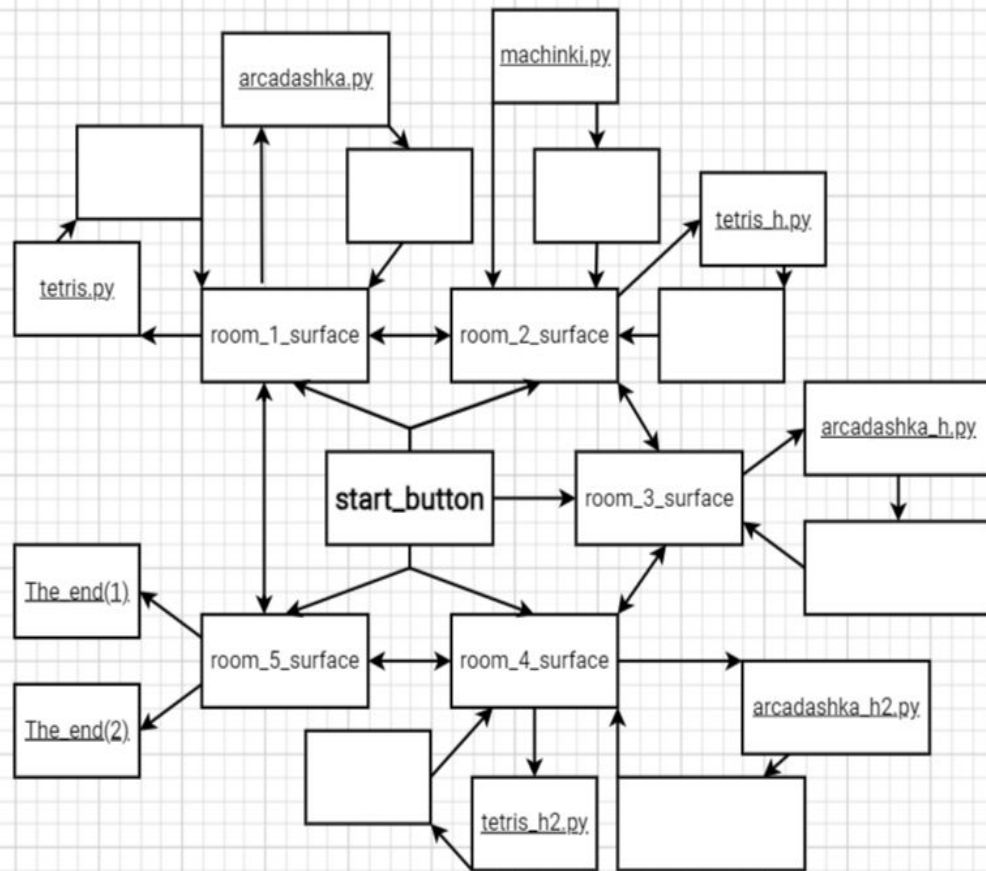 machinki.py
arcadashka.py
tetris_h.py
tetris.py
room_1_surface
room_2_surface
arcadashka_h.py
start_button
room_3_surface
The_end(1)
room_5_surface
room_4_surface
arcadashka_h2.py
The_end(2)
tetris_h2.py